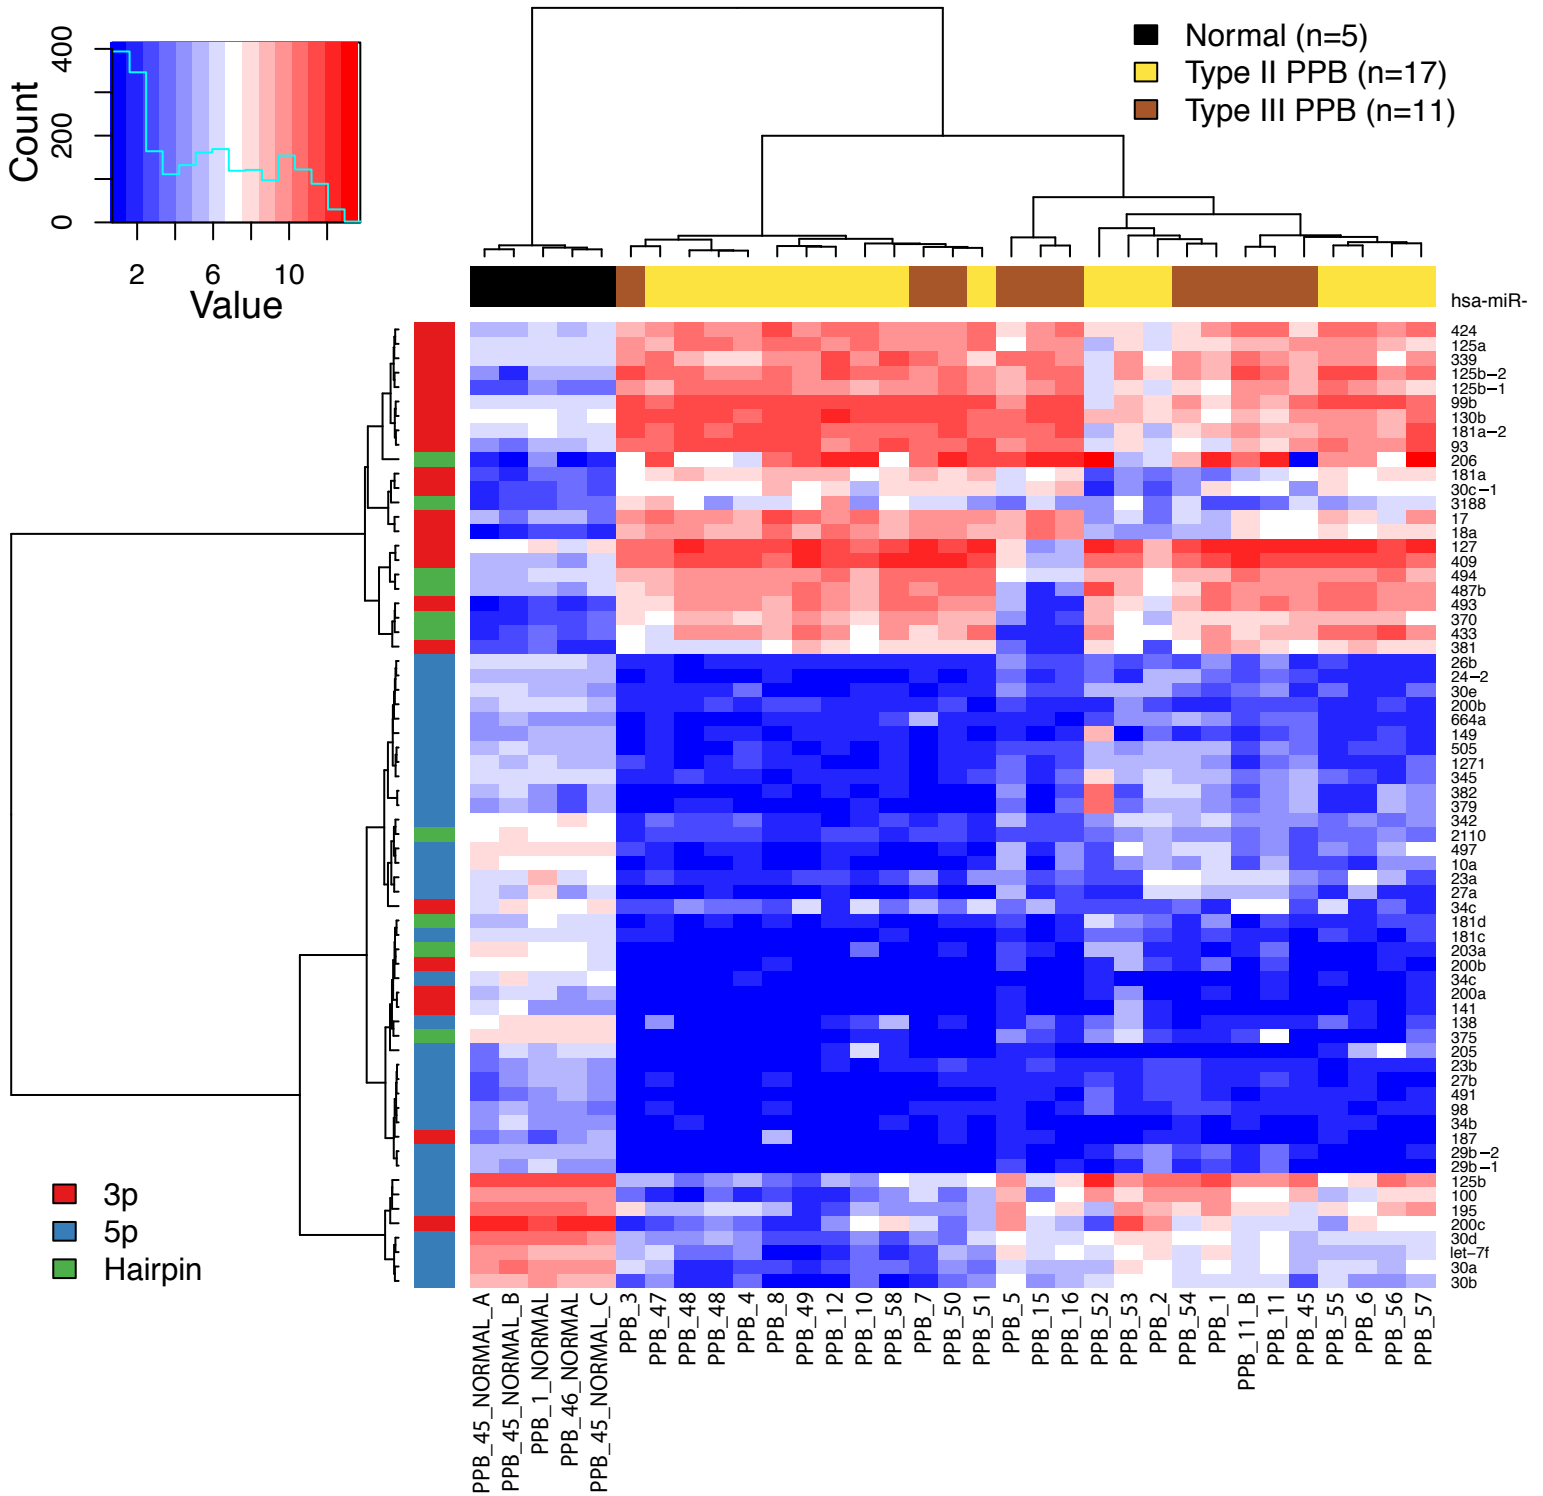 400
200
0
Count
2 6 10
Value
Normal (n=5)
Type II PPB (n=17)
Type III PPB (n=11)
hsa-miR-
424
125a
339
125b−2
125b−1
99b
130b
181a−2
93
206
181a
30c−1
3188
17
18a
127
409
494
487b
493
370
433
381
26b
24−2
30e
200b
664a
149
505
1271
345
382
379
342
2110
497
10a
23a
27a
34c
181d
181c
203a
200b
34c
200a
141
138
375
205
23b
27b
491
98
34b
187
29b−2
29b−1
125b
100
195
200c
30d
let−7f
30a
30b
3p
5p
Hairpin
PPB_45_NORMAL_A
PPB_45_NORMAL_B
PPB_1_NORMAL
PPB_46_NORMAL
PPB_45_NORMAL_C
PPB_3
PPB_47
PPB_48
PPB_48
PPB_4
PPB_8
PPB_49
PPB_12
PPB_10
PPB_58
PPB_7
PPB_50
PPB_51
PPB_5
PPB_15
PPB_16
PPB_52
PPB_53
PPB_2
PPB_54
PPB_1
PPB_11_B
PPB_11
PPB_45
PPB_55
PPB_6
PPB_56
PPB_57